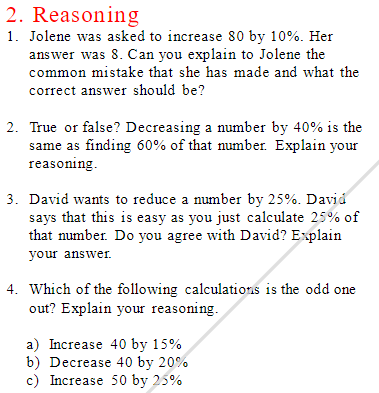 2. Reasoning
1. Jolene was asked to increase 80 by 10%. Her
answer was 8. Can you explain to Jolene the
common mistake that she has made and what the
correct answer should be?
2. True or false? Decreasing a number by 40% is the
same as finding 60% of that number. Explain your
reasoning.
3. David wants to reduce a number by 25%. David
says that this is easy as you just calculate 25% of
that number. Do you agree with David? Explain
your answer.
4. Which of the following calculations is the odd one
out? Explain your reasoning.
a) Increase 40 by 15%
b) Decrease 40 by 20%
c) Increase 50 by 25%